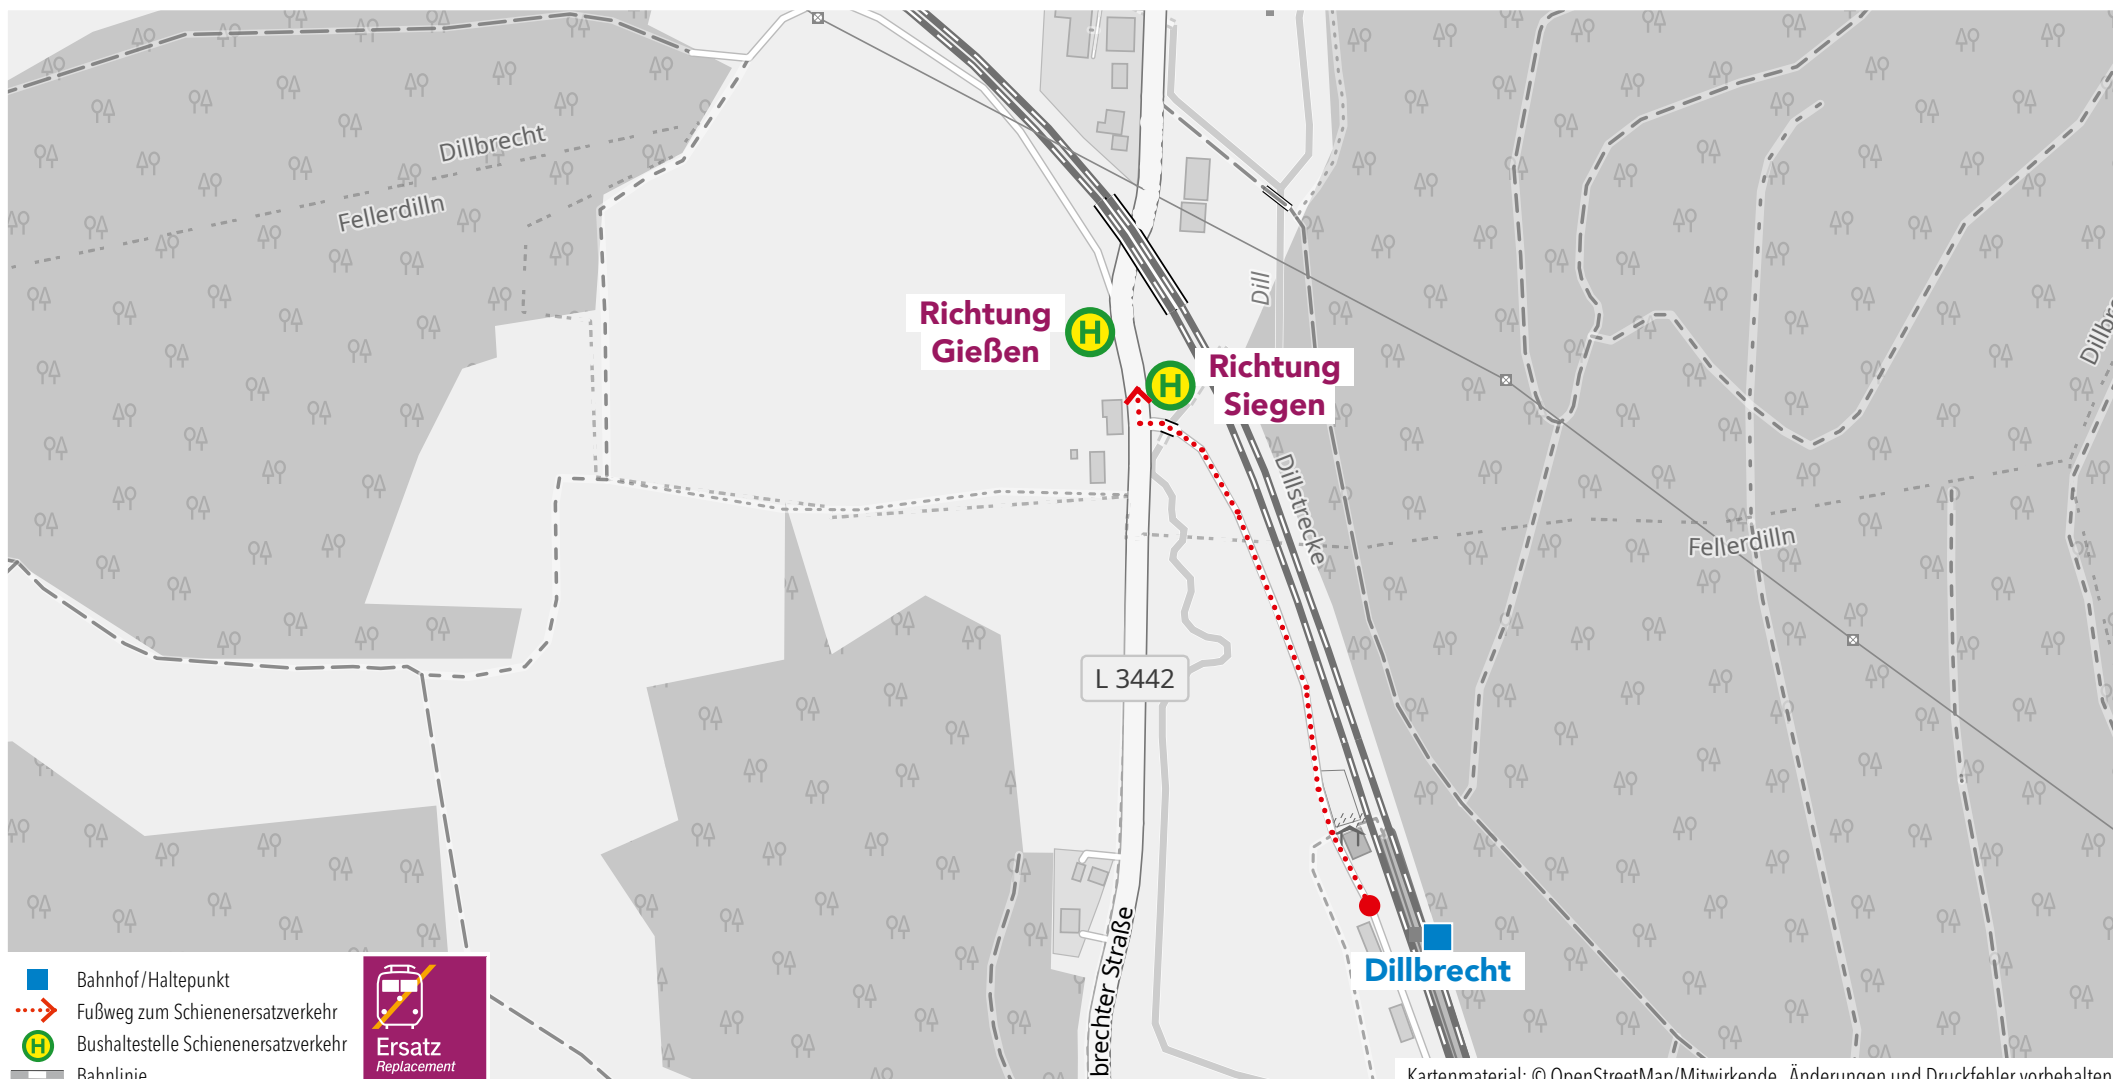 Dillbrecht
Fellerdilln
Richtung
Gießen
H
H
Richtung
Siegen
Dill
Dillstrecke
Fellerdilln
L 3442
brechter Straße
Dillbrecht
Bahnhof/Haltepunkt
Fußweg zum Schienenersatzverkehr
H
Bushaltestelle Schienenersatzverkehr
Bahnlinie
Ersatz
Replacement
Kartenmaterial: © OpenStreetMap/Mitwirkende. Änderungen und Druckfehler vorbehalten